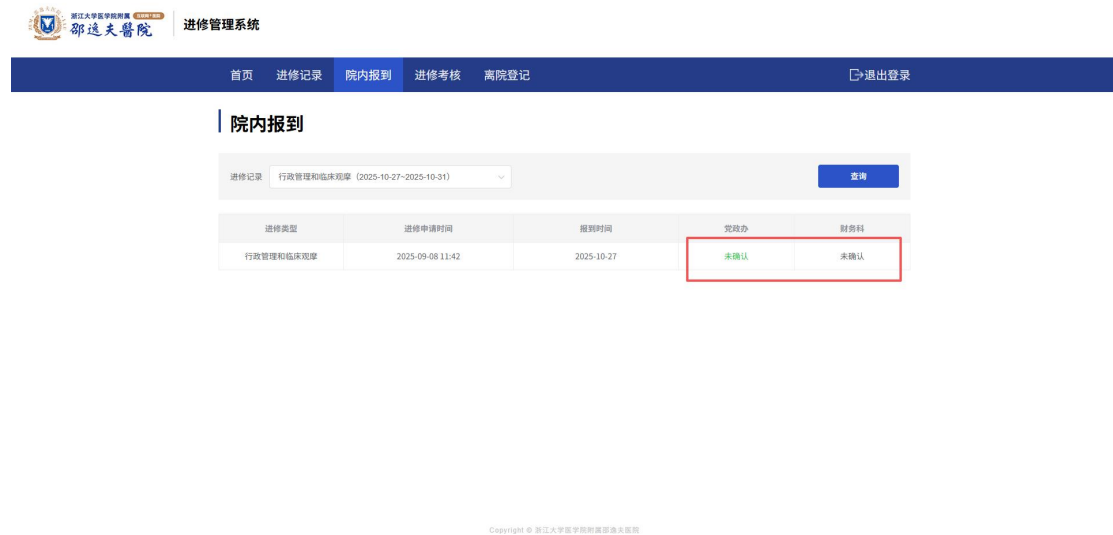 浙江大学医学院附属
邵逸夫醫院
进修管理系统
首页 进修记录 院内报到 进修考核 离院登记 退出登录
院内报到
进修记录 行政管理和临床观摩（2025-10-27~2025-10-31） 查询
进修类型 进修申请时间 报到时间 党政办 财务科
行政管理和临床观摩 2025-09-08 11:42 2025-10-27 未确认 未确认
Copyright © 浙江大学医学院附属邵逸夫医院